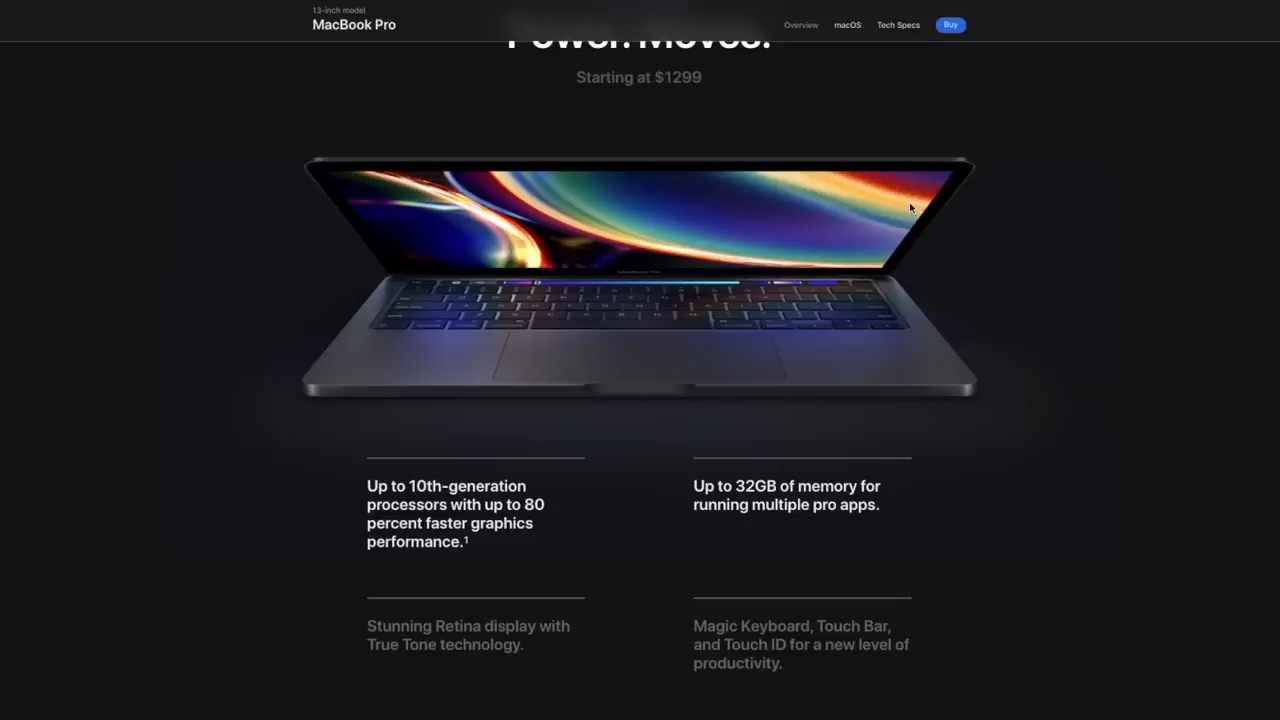 13-inch model
MacBook Pro
Overview
macOS
Tech Specs
Buy
Power. Moves.
Starting at $1299
Up to 10th-generation
processors with up to 80
percent faster graphics
performance.¹
Up to 32GB of memory for
running multiple pro apps.
Stunning Retina display with
True Tone technology.
Magic Keyboard, Touch Bar,
and Touch ID for a new level of
productivity.